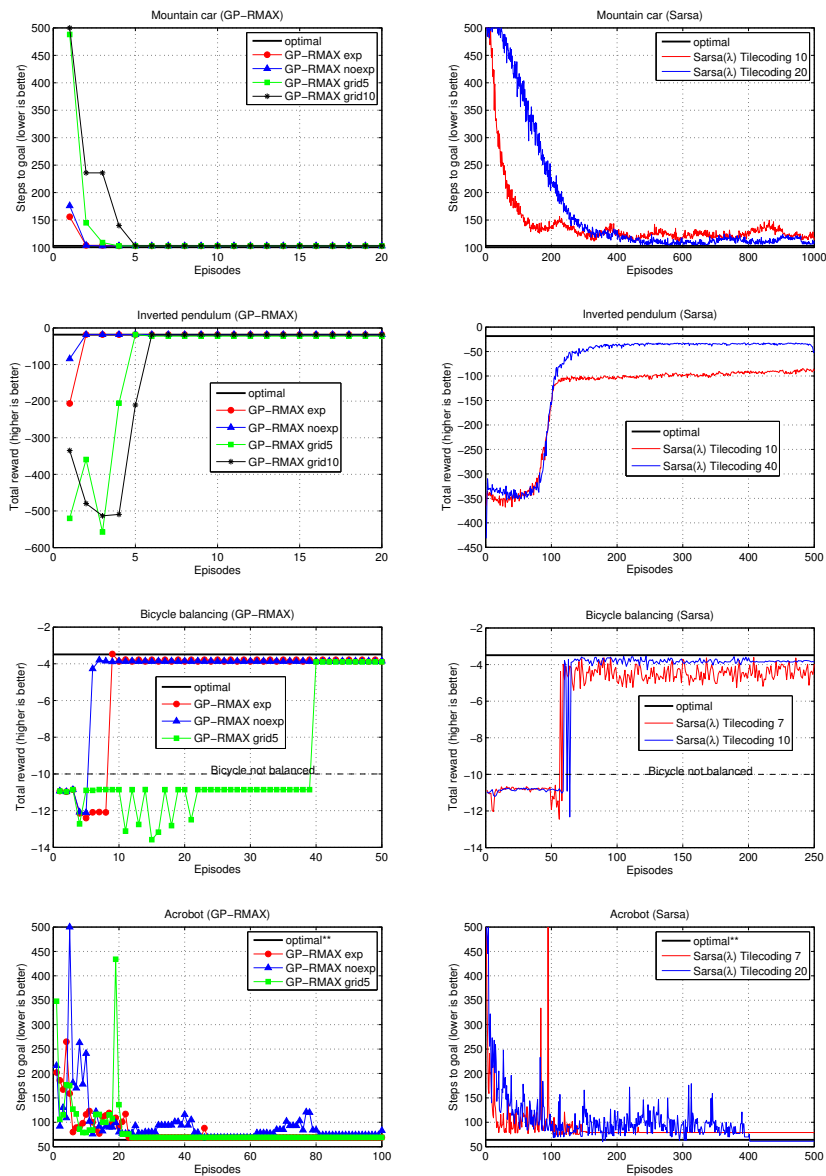 Mountain car (GP−RMAX)
Steps to goal (lower is better)
500
450
400
350
300
250
200
150
100
0 5 10 15 20
Episodes
optimal
GP−RMAX exp
GP−RMAX noexp
GP−RMAX grid5
GP−RMAX grid10
Mountain car (Sarsa)
Steps to goal (lower is better)
500
450
400
350
300
250
200
150
100
0 200 400 600 800 1000
Episodes
optimal
Sarsa(λ) Tilecoding 10
Sarsa(λ) Tilecoding 20
Inverted pendulum (GP−RMAX)
Total reward (higher is better)
0
−100
−200
−300
−400
−500
−600
0 5 10 15 20
Episodes
optimal
GP−RMAX exp
GP−RMAX noexp
GP−RMAX grid5
GP−RMAX grid10
Inverted pendulum (Sarsa)
Total reward (higher is better)
0
−50
−100
−150
−200
−250
−300
−350
−400
−450
0 100 200 300 400 500
Episodes
optimal
Sarsa(λ) Tilecoding 10
Sarsa(λ) Tilecoding 40
Bicycle balancing (GP−RMAX)
Total reward (higher is better)
−2
−4
−6
−8
−10
−12
−14
0 10 20 30 40 50
Episodes
optimal
GP−RMAX exp
GP−RMAX noexp
GP−RMAX grid5
Bicycle not balanced
Bicycle balancing (Sarsa)
Total reward (higher is better)
−2
−4
−6
−8
−10
−12
−14
0 50 100 150 200 250
Episodes
optimal
Sarsa(λ) Tilecoding 7
Sarsa(λ) Tilecoding 10
Bicycle not balanced
Acrobot (GP−RMAX)
Steps to goal (lower is better)
500
450
400
350
300
250
200
150
100
50
0 20 40 60 80 100
Episodes
optimal**
GP−RMAX exp
GP−RMAX noexp
GP−RMAX grid5
Acrobot (Sarsa)
Steps to goal (lower is better)
500
450
400
350
300
250
200
150
100
50
0 100 200 300 400 500
Episodes
optimal**
Sarsa(λ) Tilecoding 7
Sarsa(λ) Tilecoding 20